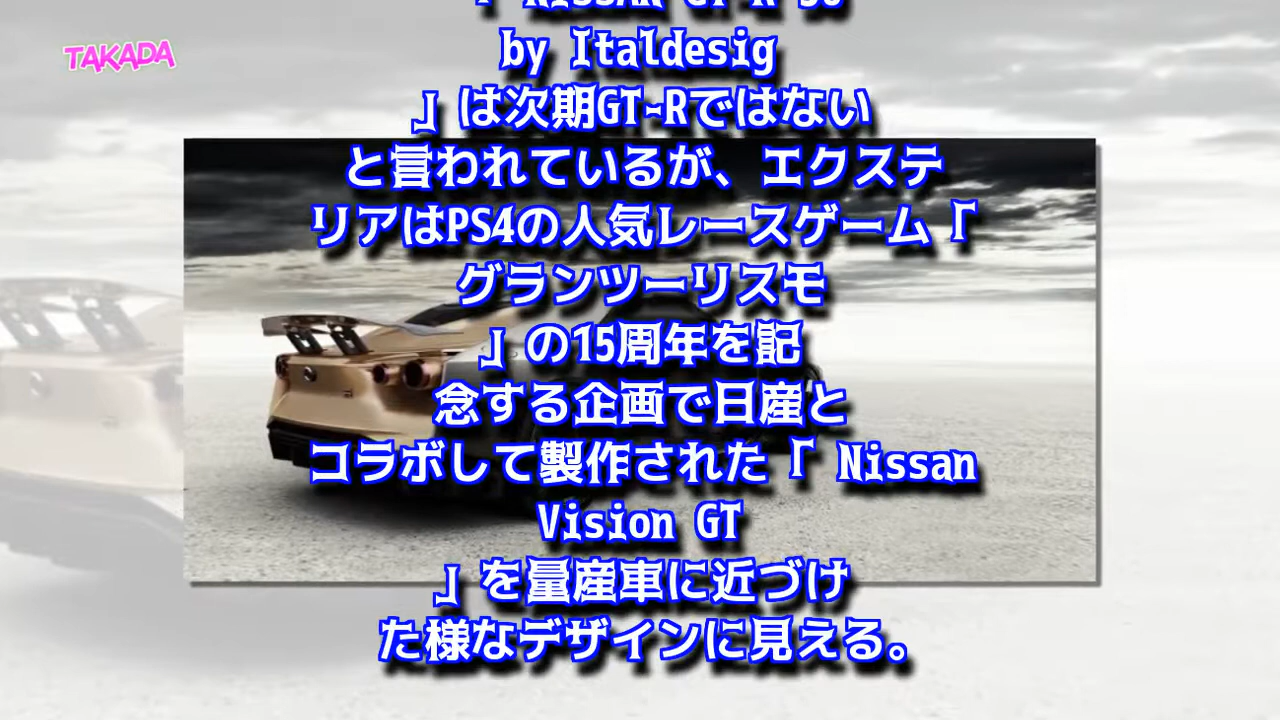 TAKADA
by Italdesig
」は次期GT-Rではない
と言われているが、エクステ
リアはPS4の人気レースゲーム「
グランツーリスモ
」の15周年を記
念する企画で日産と
コラボして製作された「 Nissan
Vision GT
」を量産車に近づけ
た様なデザインに見える。